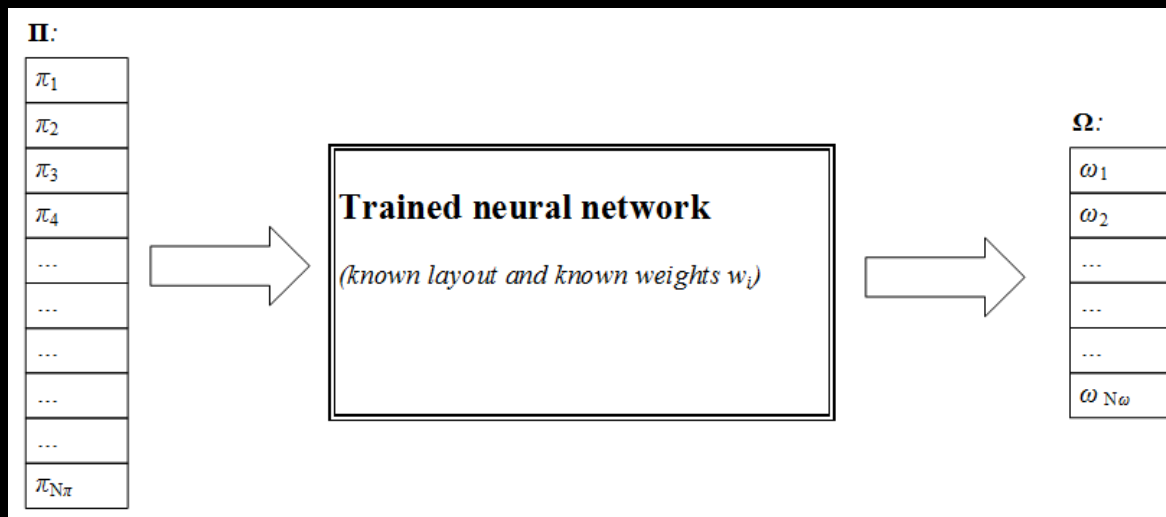 Π:
π1
π2
π3
π4
...
...
...
...
...
πNπ
Trained neural network
(known layout and known weights wi)
Ω:
ω1
ω2
...
...
...
ω Nω